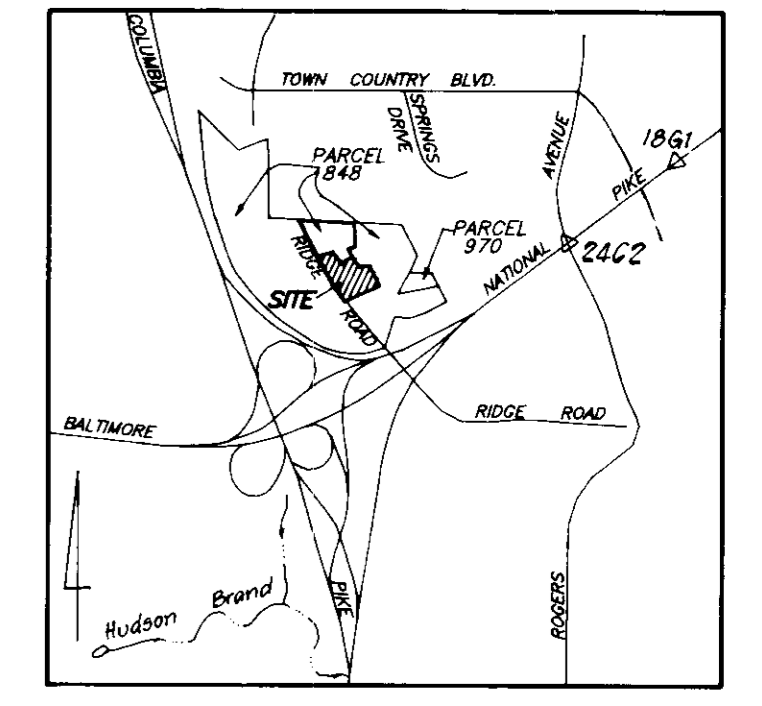 COLUMBIA
TOWN COUNTRY BLVD.
SPRINGS
DRIVE
AVENUE
18G1
PARCEL
848
PIKE
PARCEL
970
RIDGE
NATIONAL
24C2
SITE
ROAD
BALTIMORE
RIDGE ROAD
PIKE
ROGERS
Hudson Brand